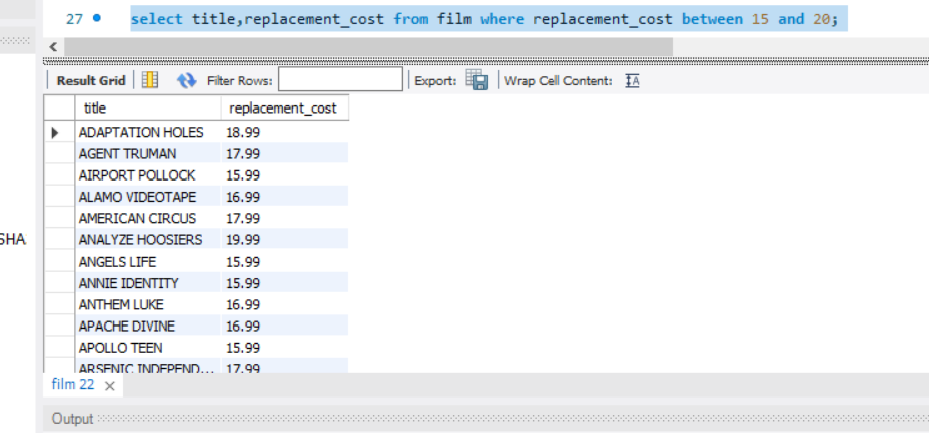 27 select title,replacement_cost from film where replacement_cost between 15 and 20;
Result Grid Filter Rows: Export: Wrap Cell Content:
title replacement_cost
ADAPTATION HOLES 18.99
AGENT TRUMAN 17.99
AIRPORT POLLOCK 15.99
ALAMO VIDEOTAPE 16.99
AMERICAN CIRCUS 17.99
SHA
ANALYZE HOOSIERS 19.99
ANGELS LIFE 15.99
ANNIE IDENTITY 15.99
ANTHEM LUKE 16.99
APACHE DIVINE 16.99
APOLLO TEEN 15.99
ARSENIC INDEPEND... 17.99
film 22
Output